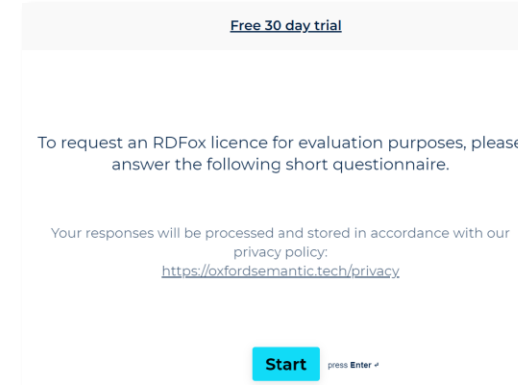 Free 30 day trial
To request an RDFox licence for evaluation purposes, please
answer the following short questionnaire.
Your responses will be processed and stored in accordance with our
privacy policy:
https://oxfordsemantic.tech/privacy
Start press Enter ↵